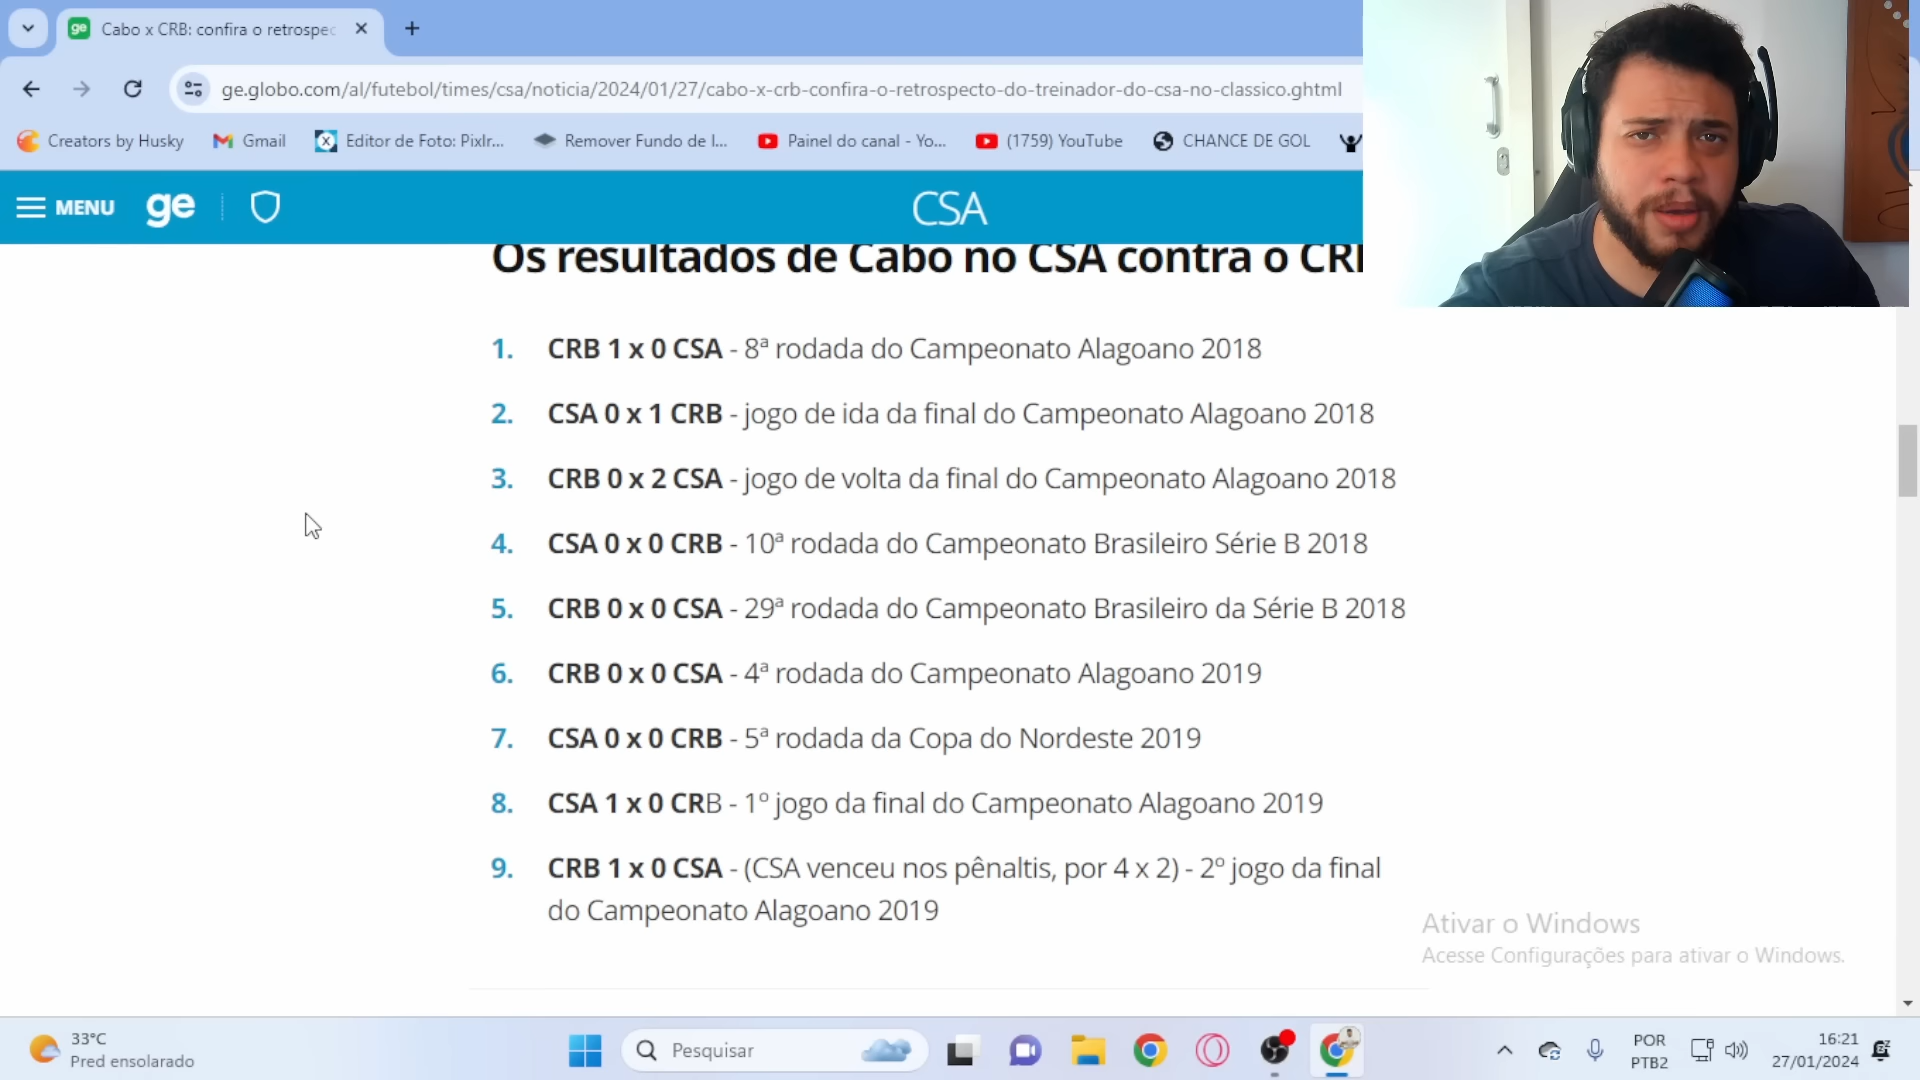 ge Cabo x CRB: confira o retrospec
ge.globo.com/al/futebol/times/csa/noticia/2024/01/27/cabo-x-crb-confira-o-retrospecto-do-treinador-do-csa-no-classico.ghtml
Creators by Husky Gmail Editor de Foto: Pixlr... Remover Fundo de I... Painel do canal - Yo... (1759) YouTube CHANCE DE GOL
MENU ge CSA
Os resultados de Cabo no CSA contra o
1. CRB 1 x 0 CSA - 8ª rodada do Campeonato Alagoano 2018
2. CSA 0 x 1 CRB - jogo de ida da final do Campeonato Alagoano 2018
3. CRB 0 x 2 CSA - jogo de volta da final do Campeonato Alagoano 2018
4. CSA 0 x 0 CRB - 10ª rodada do Campeonato Brasileiro Série B 2018
5. CRB 0 x 0 CSA - 29ª rodada do Campeonato Brasileiro da Série B 2018
6. CRB 0 x 0 CSA - 4ª rodada do Campeonato Alagoano 2019
7. CSA 0 x 0 CRB - 5ª rodada da Copa do Nordeste 2019
8. CSA 1 x 0 CRB - 1º jogo da final do Campeonato Alagoano 2019
9. CRB 1 x 0 CSA - (CSA venceu nos pênaltis, por 4 x 2) - 2º jogo da final
do Campeonato Alagoano 2019
Ativar o Windows
Acesse Configurações para ativar o Windows.
33°C
Pred ensolarado
Pesquisar
POR
PTB2
16:21
27/01/2024